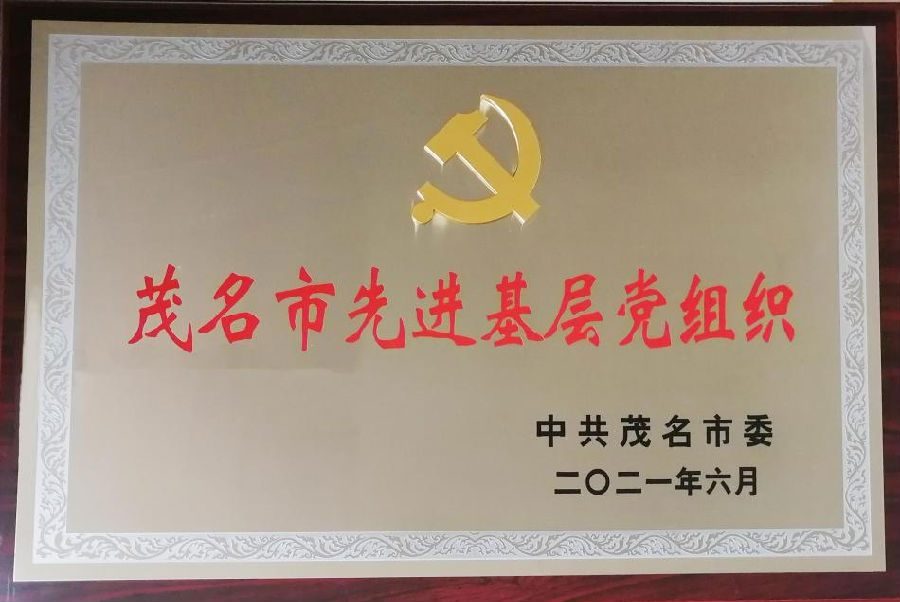 茂名市先进基层党组织
中共茂名市委
二〇二一年六月